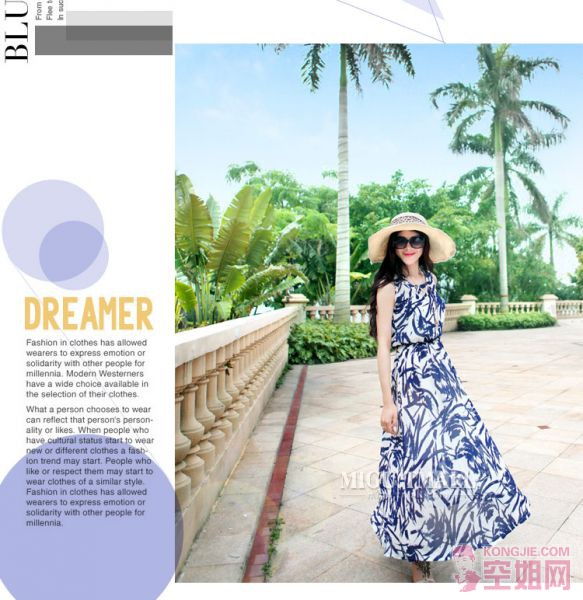 BLU
From
Flee t
In suc
DREAMER
Fashion in clothes has allowed
wearers to express emotion or
solidarity with other people for
millennia. Modern Westerners
have a wide choice available in
the selection of their clothes.
What a person chooses to wear
can reflect that person's person-
ality or likes. When people who
have cultural status start to wear
new or different clothes a fash-
ion trend may start. People who
like or respect them may start to
wear clothes of a similar style.
Fashion in clothes has allowed
wearers to express emotion or
solidarity with other people for
millennia.
KONGJIE.COM
空姐网